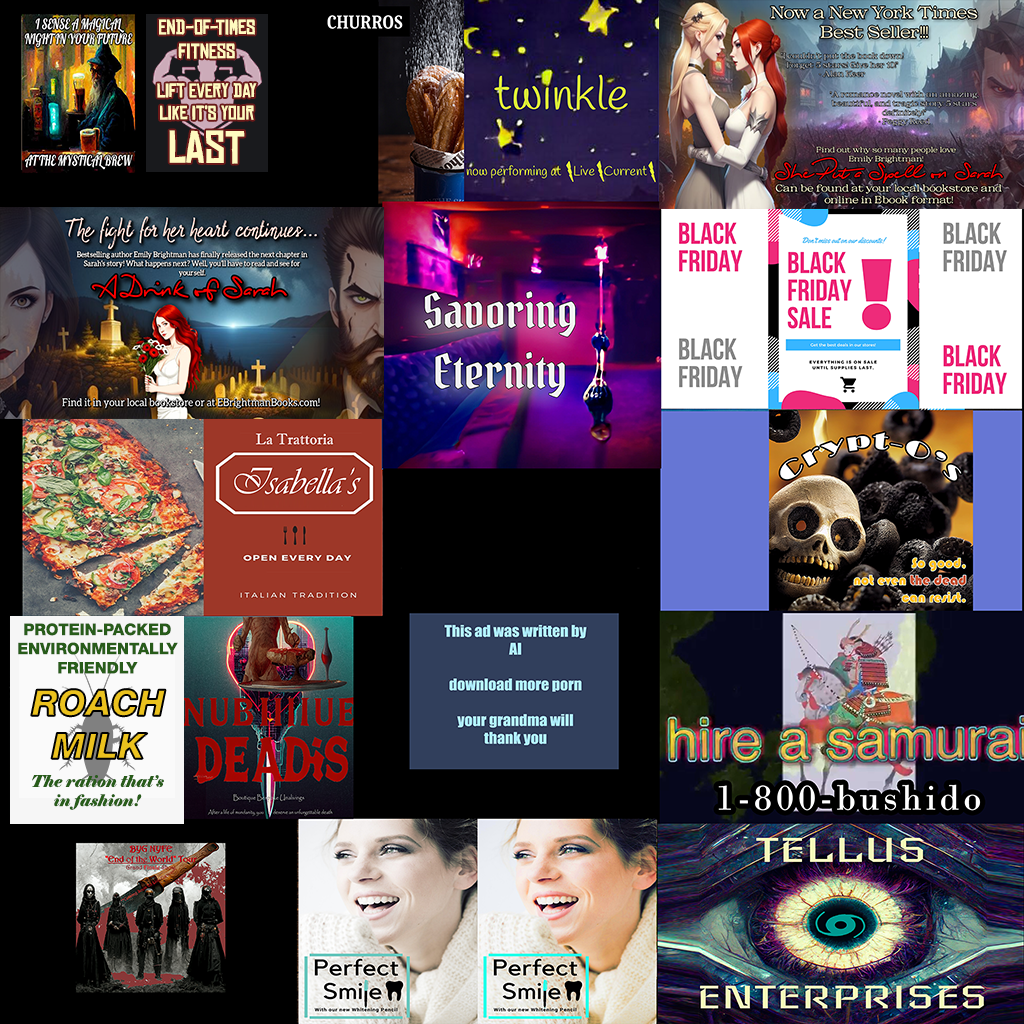 I SENSE A MAGICAL
NIGHT IN YOUR FUTURE
AT THE MYSTICAL BREW
END-OF-TIMES
FITNESS
LIFT EVERY DAY
LIKE IT'S YOUR
LAST
CHURROS
twinkle
now performing at \Live\Current\
Now a New York Times
Best Seller!!!
- Alan Keer
"A romance novel with an amazing,
beautiful, and tragic story 5 stars
definitely"
- Peggy Reed
Find out why so many people love
Emily Brightman!
She Put a Spell on Sarah
Can be found at your local bookstore and
online in Ebook format!
The fight for her heart continues...
Bestselling author Emily Brightman has finally released the next chapter in
Sarah's story! What happens next? Well, you'll have to read and see for
yourself.
A Drink of Sarah
Find it in your local bookstore or at EBrightmanBooks.com!
Savoring
Eternity
BLACK
FRIDAY
BLACK
FRIDAY
Don't miss out on our discounts!
BLACK
FRIDAY
SALE
!
Get the best deals in our stores!
EVERYTHING IS ON SALE
UNTIL SUPPLIES LAST.
BLACK
FRIDAY
BLACK
FRIDAY
La Trattoria
Isabella's
OPEN EVERY DAY
ITALIAN TRADITION
Crypt-O's
So good,
not even the dead
can resist.
PROTEIN-PACKED
ENVIRONMENTALLY
FRIENDLY
ROACH
MILK
The ration that's
in fashion!
NUBIIIUE
DEADiS
After a life of mundanity, you deserve an unforgettable death
This ad was written by
AI
download more porn
your grandma will
thank you
hire a samurai
1-800-bushido
"End of the World" Tour
Perfect
Smile
With our new Whitening Pencil!
Perfect
Smile
With our new Whitening Pencil!
TELLUS
ENTERPRISES